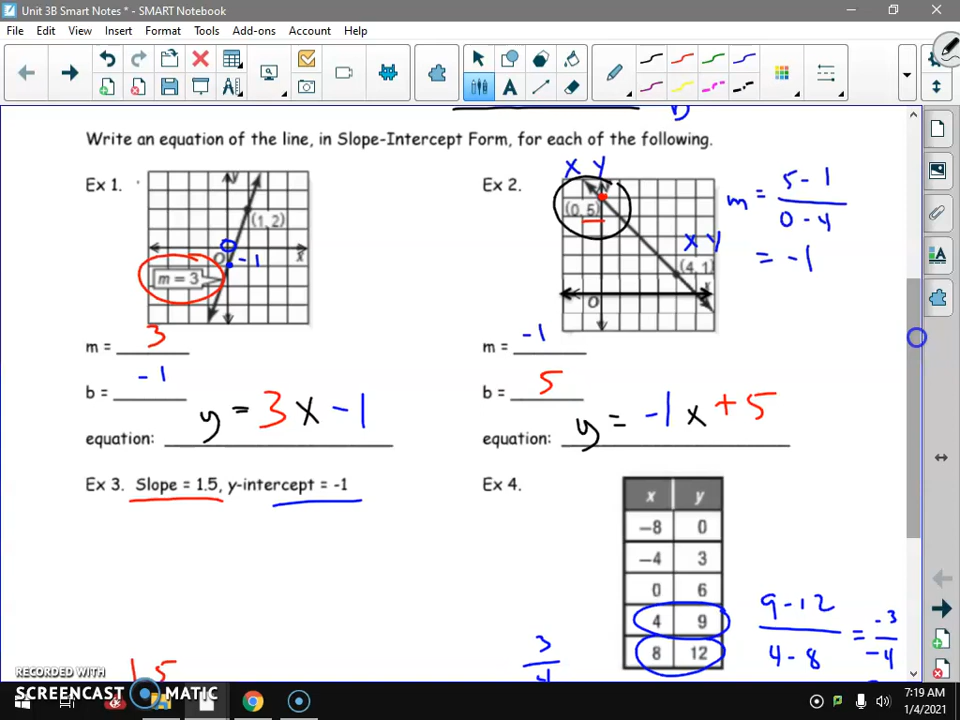 Unit 3B Smart Notes * - SMART Notebook
File Edit View Insert Format Tools Add-ons Account Help
Write an equation of the line, in Slope-Intercept Form, for each of the following.
Ex 1.
y
(1, 2)
O
-1
x
m = 3
m = 3
b = -1
y = 3x -1
equation:
Ex 2.
X Y
(0, 5)
X Y
(4, 1)
x
O
m = 5 - 1
0 - 4
= -1
m = -1
b = 5
y = -1x +5
equation:
Ex 3. Slope = 1.5, y-intercept = -1
1.5
Ex 4.
x y
-8 0
-4 3
0 6
4 9
8 12
3
4
9 - 12
4 - 8
= -3
-4
RECORDED WITH
SCREENCAST MATIC
7:19 AM
1/4/2021